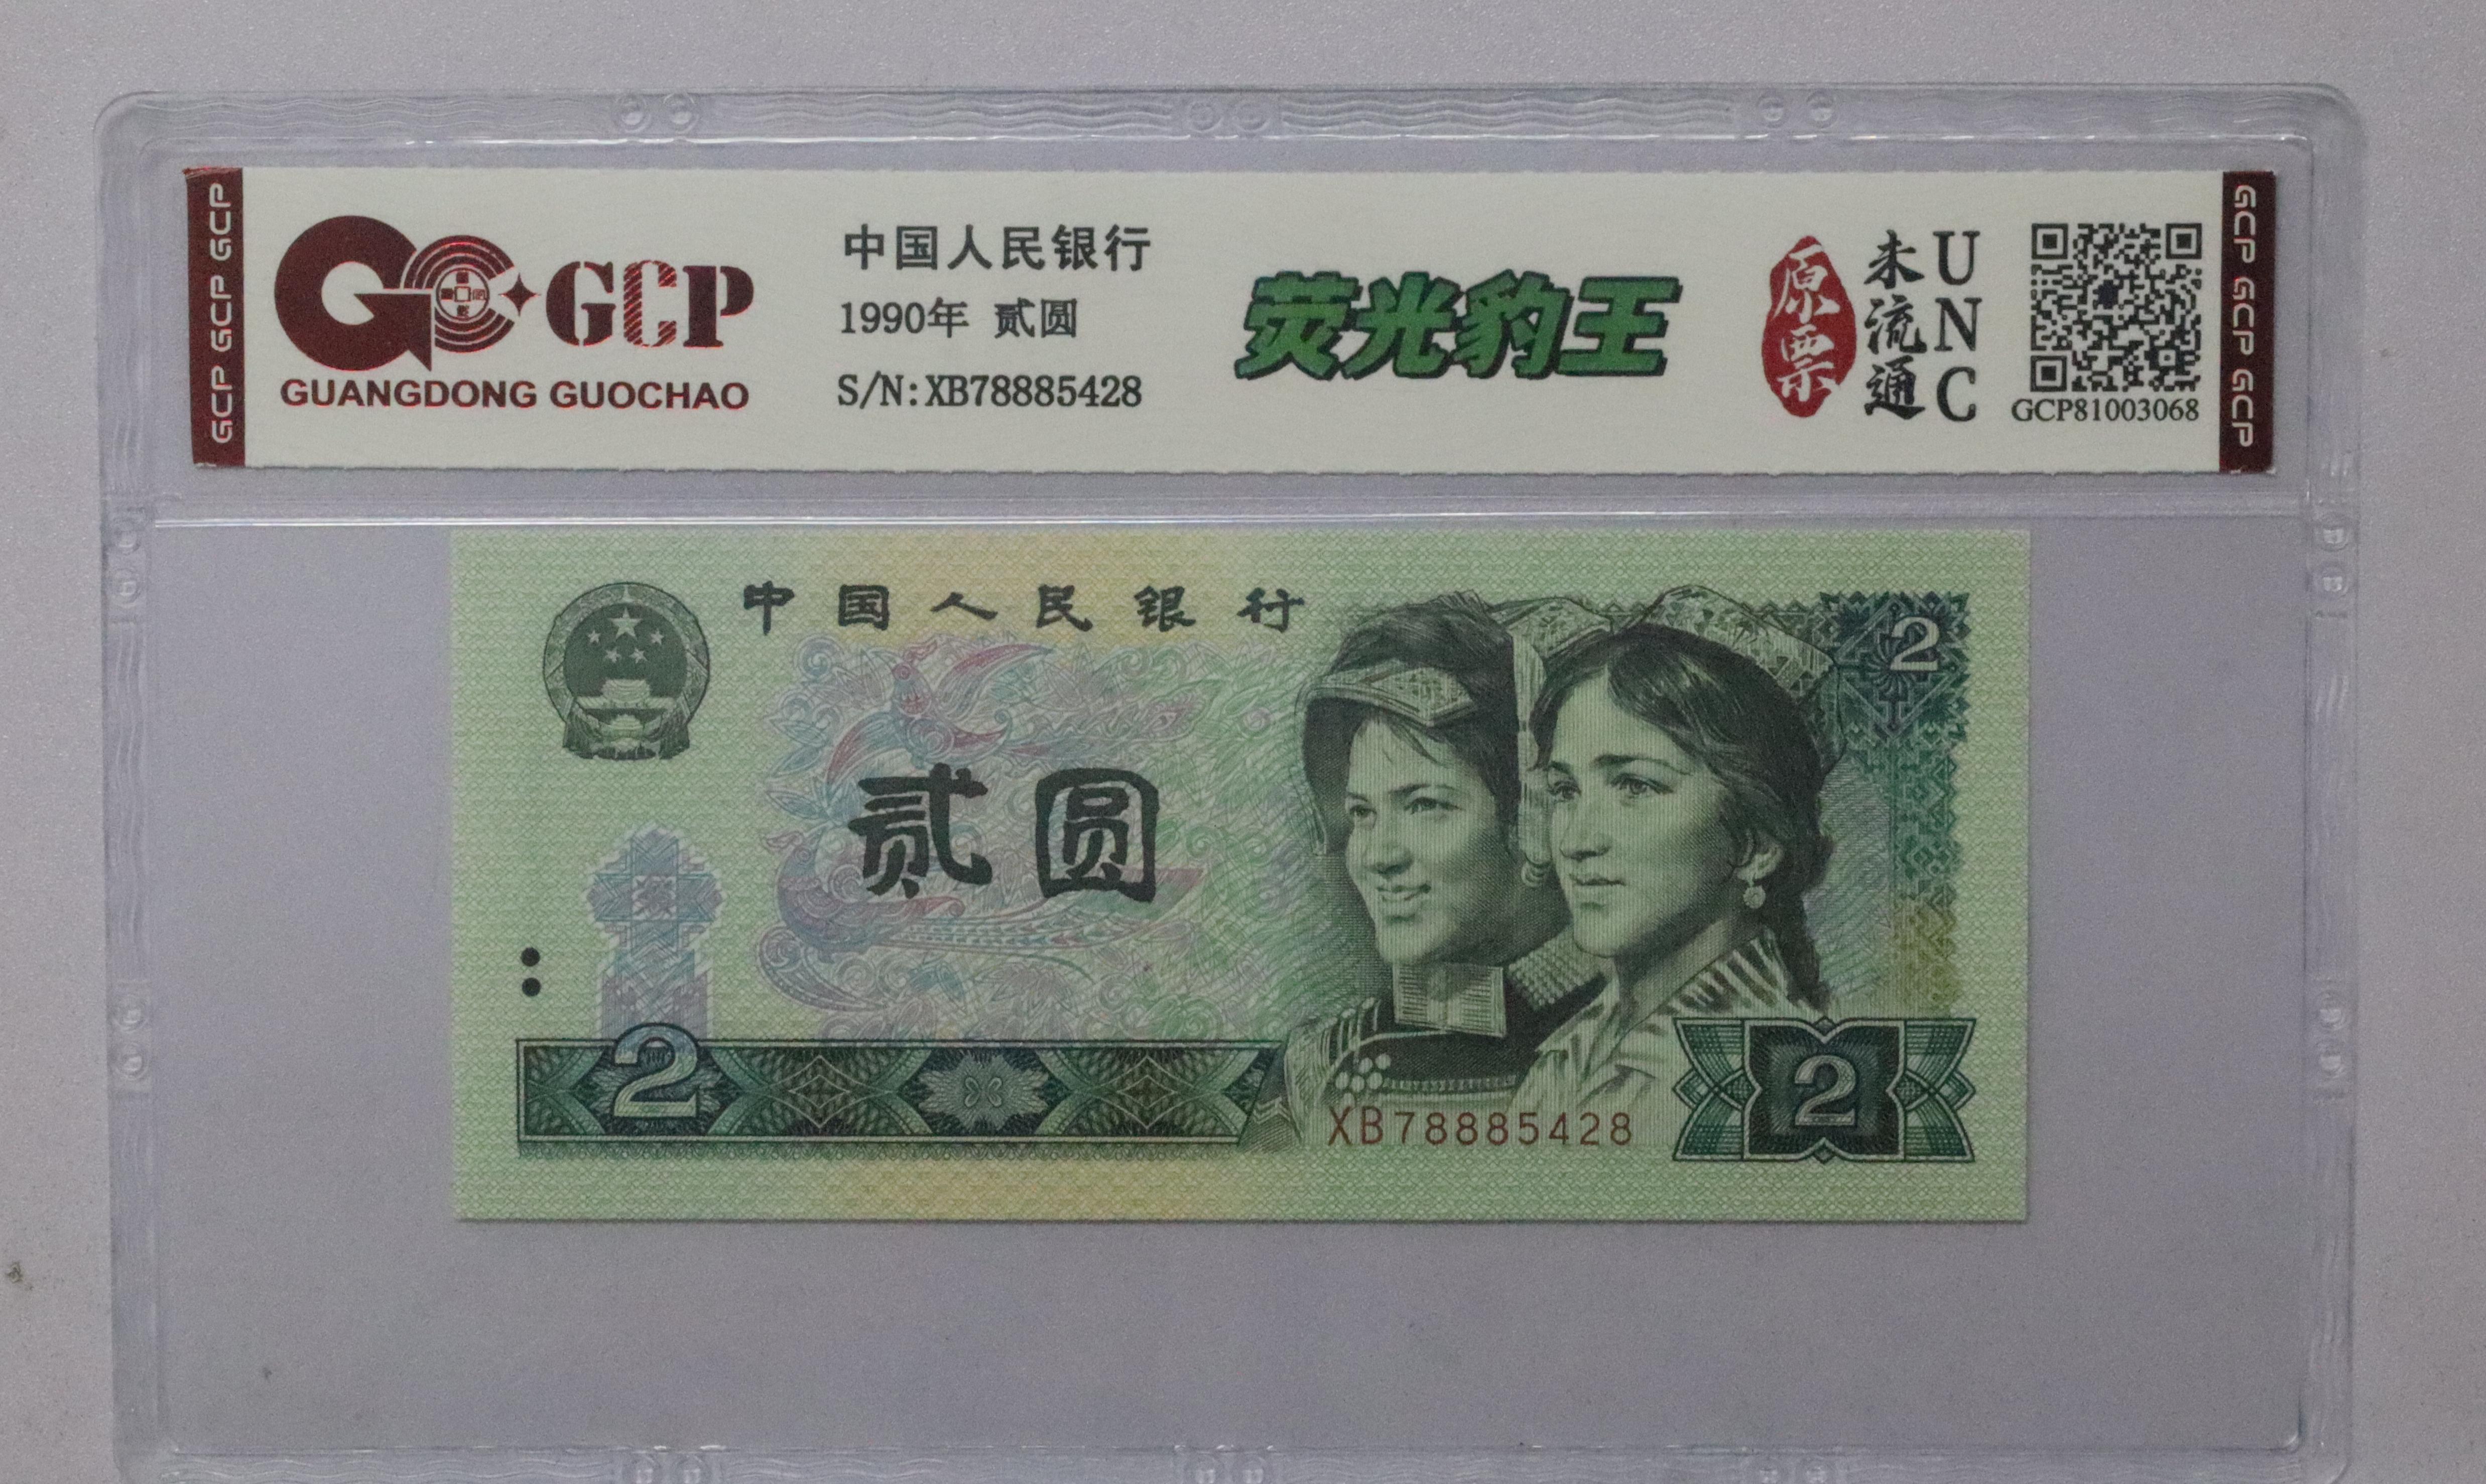 GCP GCP GCP
GCP
GUANGDONG GUOCHAO
中国人民银行
1990年 贰圆
S/N:XB78885428
荧光豹王
原票
未流通
UNC
GCP81003068
GCP GCP GCP
中国人民银行
2
贰圆
2
XB78885428
2